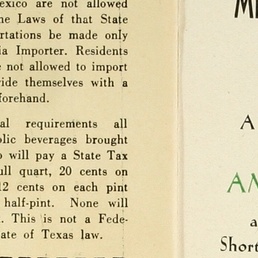 exico are not allowed
he Laws of that State
rtations be made only
ia Importer. Residents
e not allowed to import
ide themselves with a
forehand.
al requirements all
olic beverages brought
o will pay a State Tax
ull quart, 20 cents on
12 cents on each pint
half-pint. None will
. This is not a Fede-
ate of Texas law.
M
A
AM
a
Short